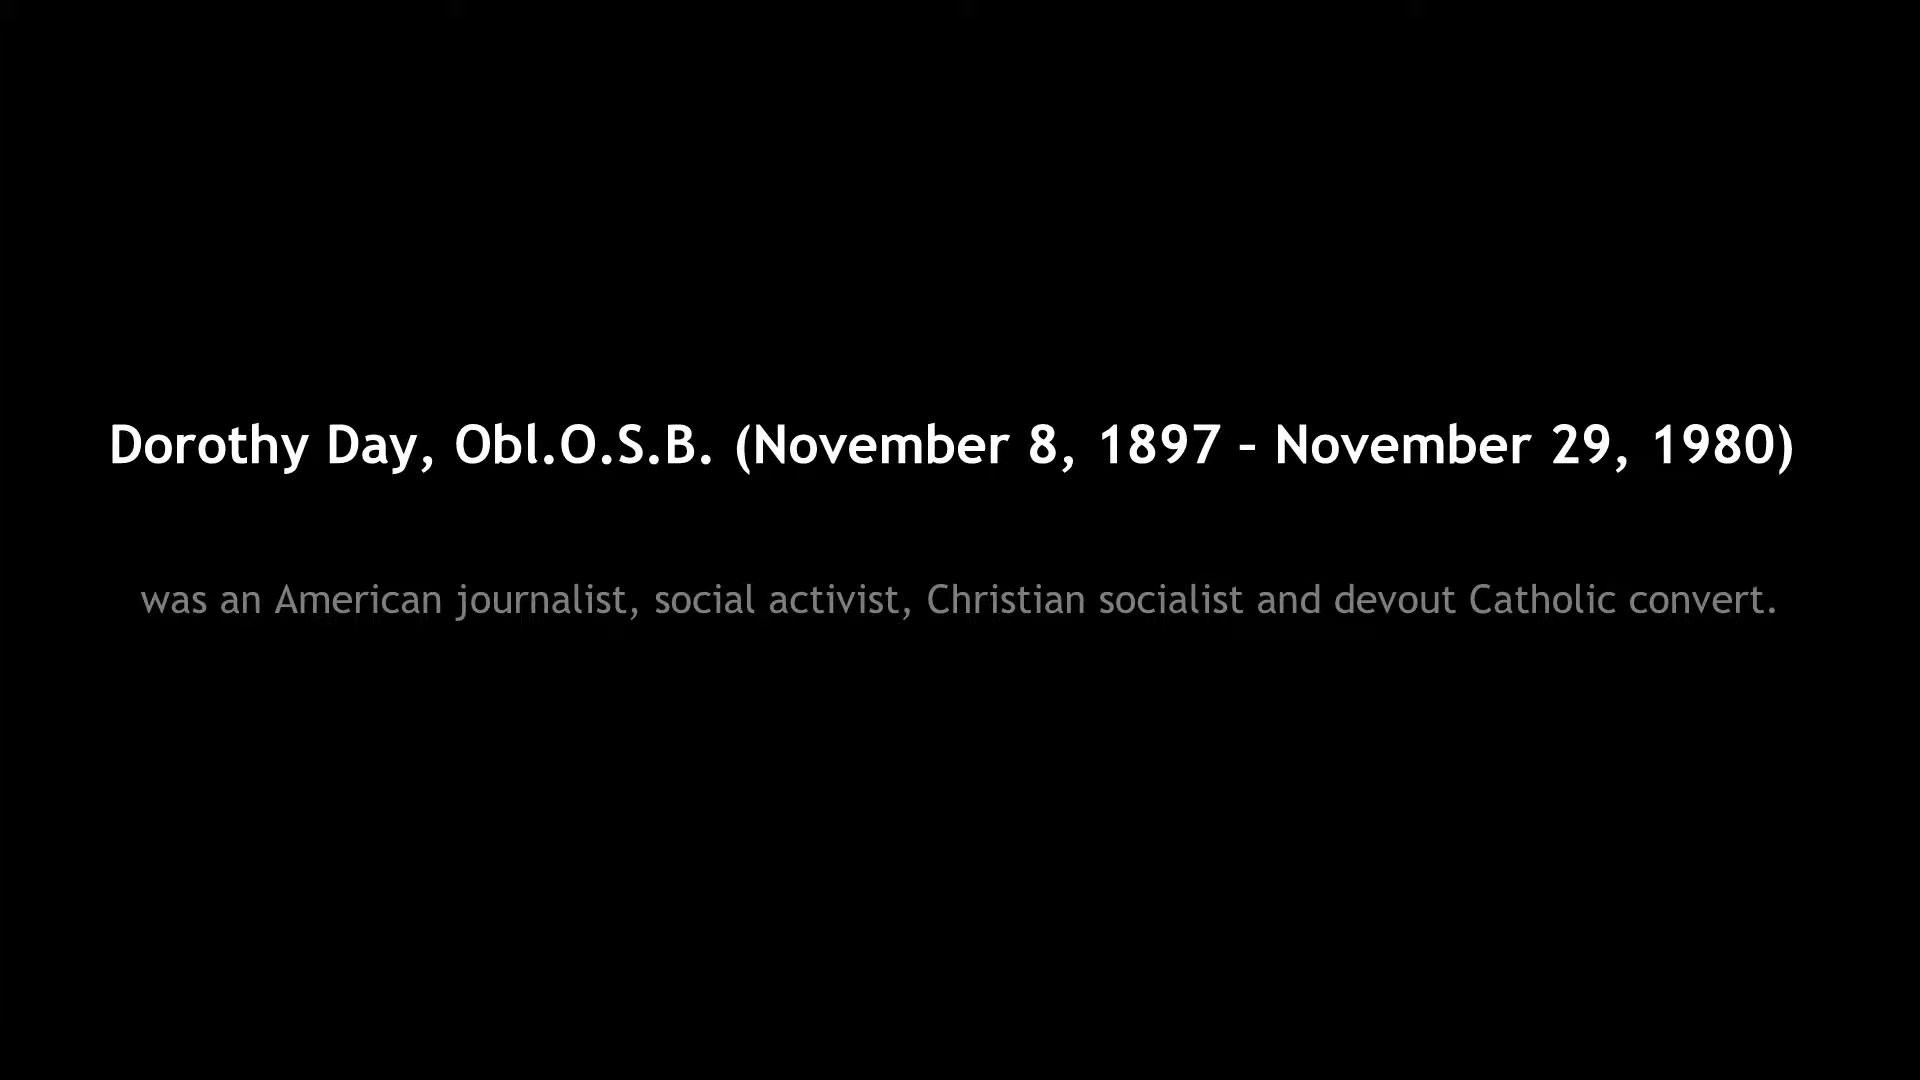 Dorothy Day, Obl.O.S.B. (November 8, 1897 – November 29, 1980)
was an American journalist, social activist, Christian socialist and devout Catholic convert.